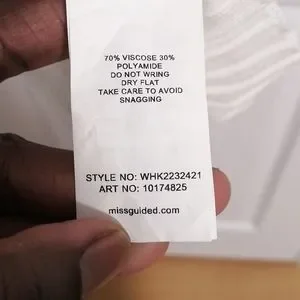 70% VISCOSE 30%
POLYAMIDE
DO NOT WRING
DRY FLAT
TAKE CARE TO AVOID
SNAGGING
STYLE NO: WHK2232421
ART NO: 10174825
missguided.com